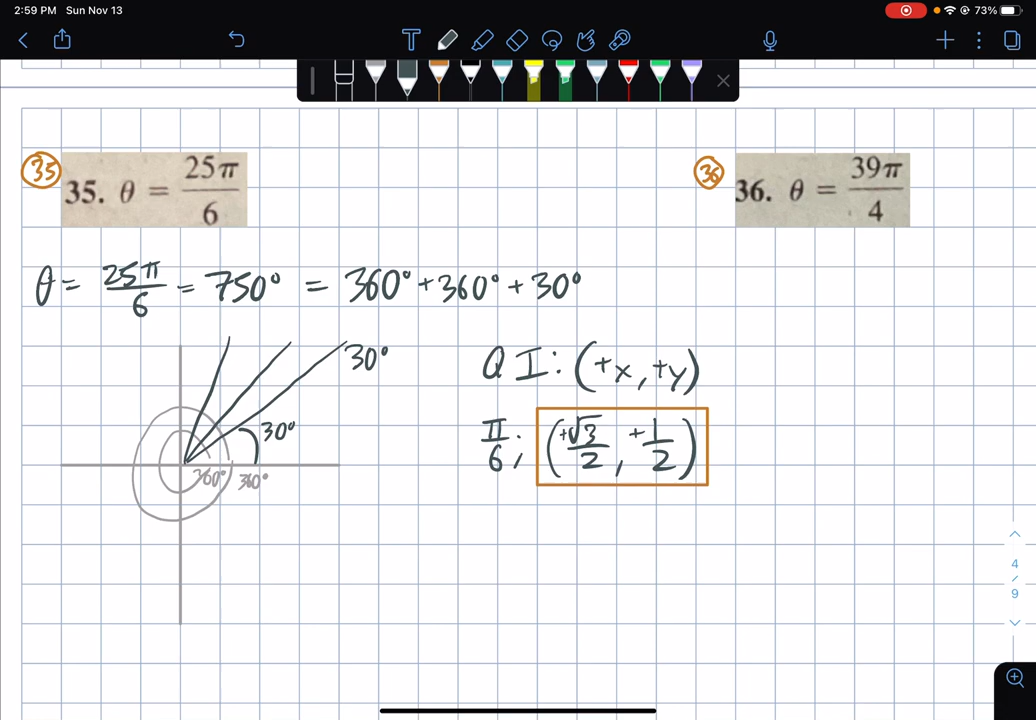 2:59 PM Sun Nov 13
73%
T
35
35. θ = 25π/6
36
36. θ = 39π/4
θ = 25π/6 = 750° = 360° + 360° + 30°
30°
30°
360° 360°
Q I: (+x, +y)
π/6; (+√3/2, +1/2)
4
/
9